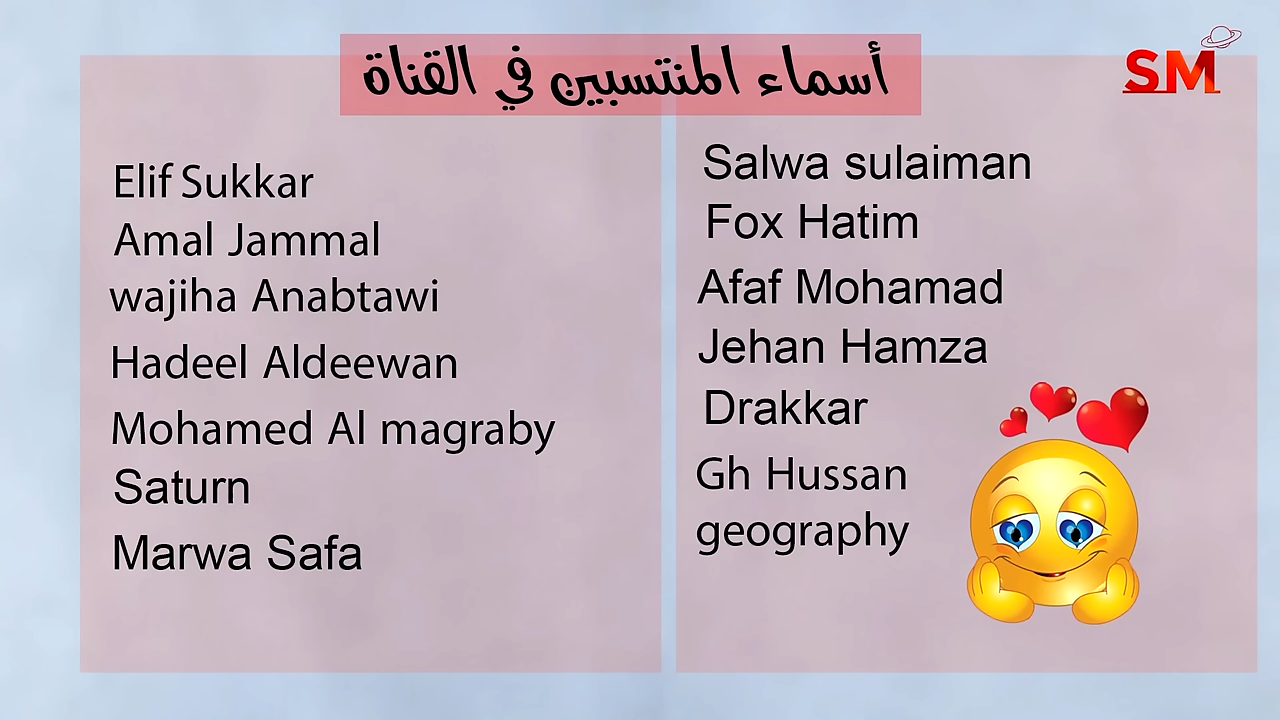 أسماء المنتسبين في القناة
SM
Elif Sukkar
Amal Jammal
wajiha Anabtawi
Hadeel Aldeewan
Mohamed Al magraby
Saturn
Marwa Safa
Salwa sulaiman
Fox Hatim
Afaf Mohamad
Jehan Hamza
Drakkar
Gh Hussan
geography